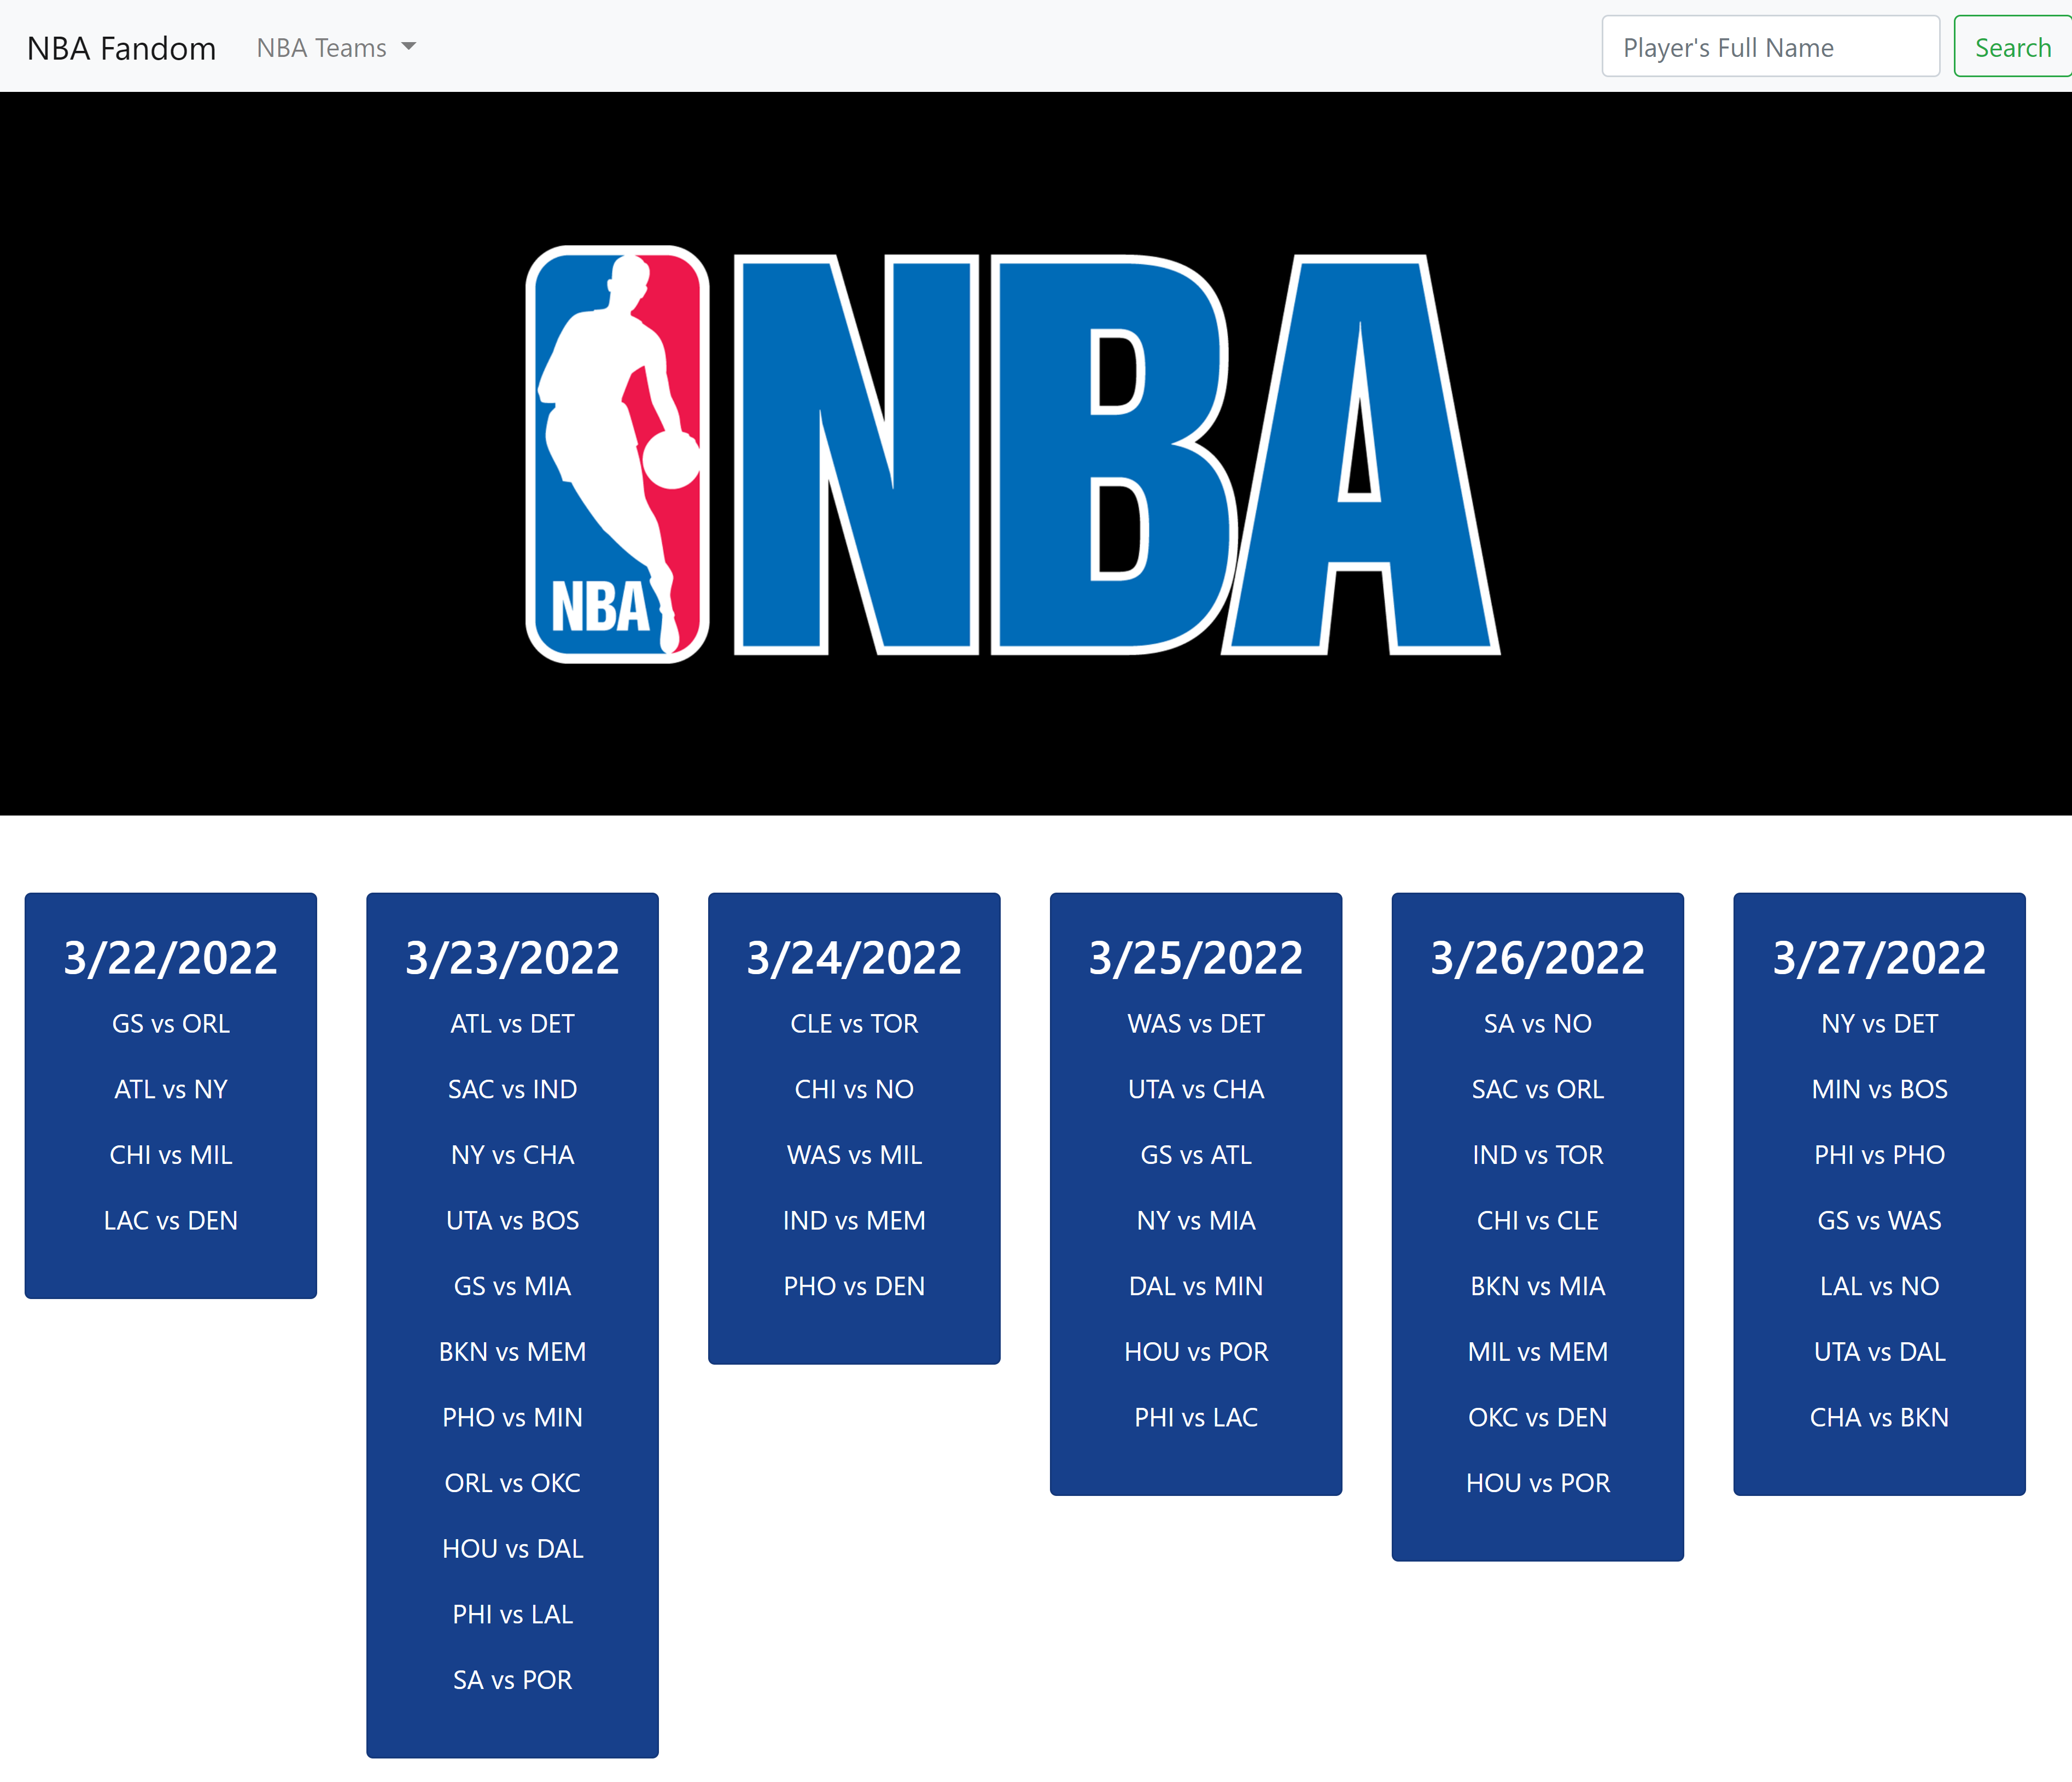 NBA Fandom
NBA Teams
Player's Full Name
Search
NBA
NBA
3/22/2022
GS vs ORL
ATL vs NY
CHI vs MIL
LAC vs DEN
3/23/2022
ATL vs DET
SAC vs IND
NY vs CHA
UTA vs BOS
GS vs MIA
BKN vs MEM
PHO vs MIN
ORL vs OKC
HOU vs DAL
PHI vs LAL
SA vs POR
3/24/2022
CLE vs TOR
CHI vs NO
WAS vs MIL
IND vs MEM
PHO vs DEN
3/25/2022
WAS vs DET
UTA vs CHA
GS vs ATL
NY vs MIA
DAL vs MIN
HOU vs POR
PHI vs LAC
3/26/2022
SA vs NO
SAC vs ORL
IND vs TOR
CHI vs CLE
BKN vs MIA
MIL vs MEM
OKC vs DEN
HOU vs POR
3/27/2022
NY vs DET
MIN vs BOS
PHI vs PHO
GS vs WAS
LAL vs NO
UTA vs DAL
CHA vs BKN